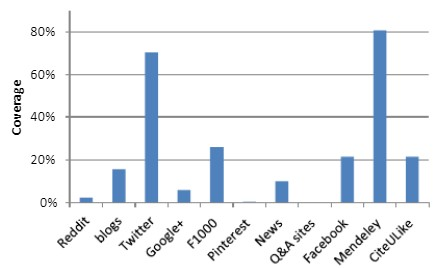 80%
60%
40%
20%
0%
Coverage
Reddit
blogs
Twitter
Google+
F1000
Pinterest
News
Q&A sites
Facebook
Mendeley
CiteULike